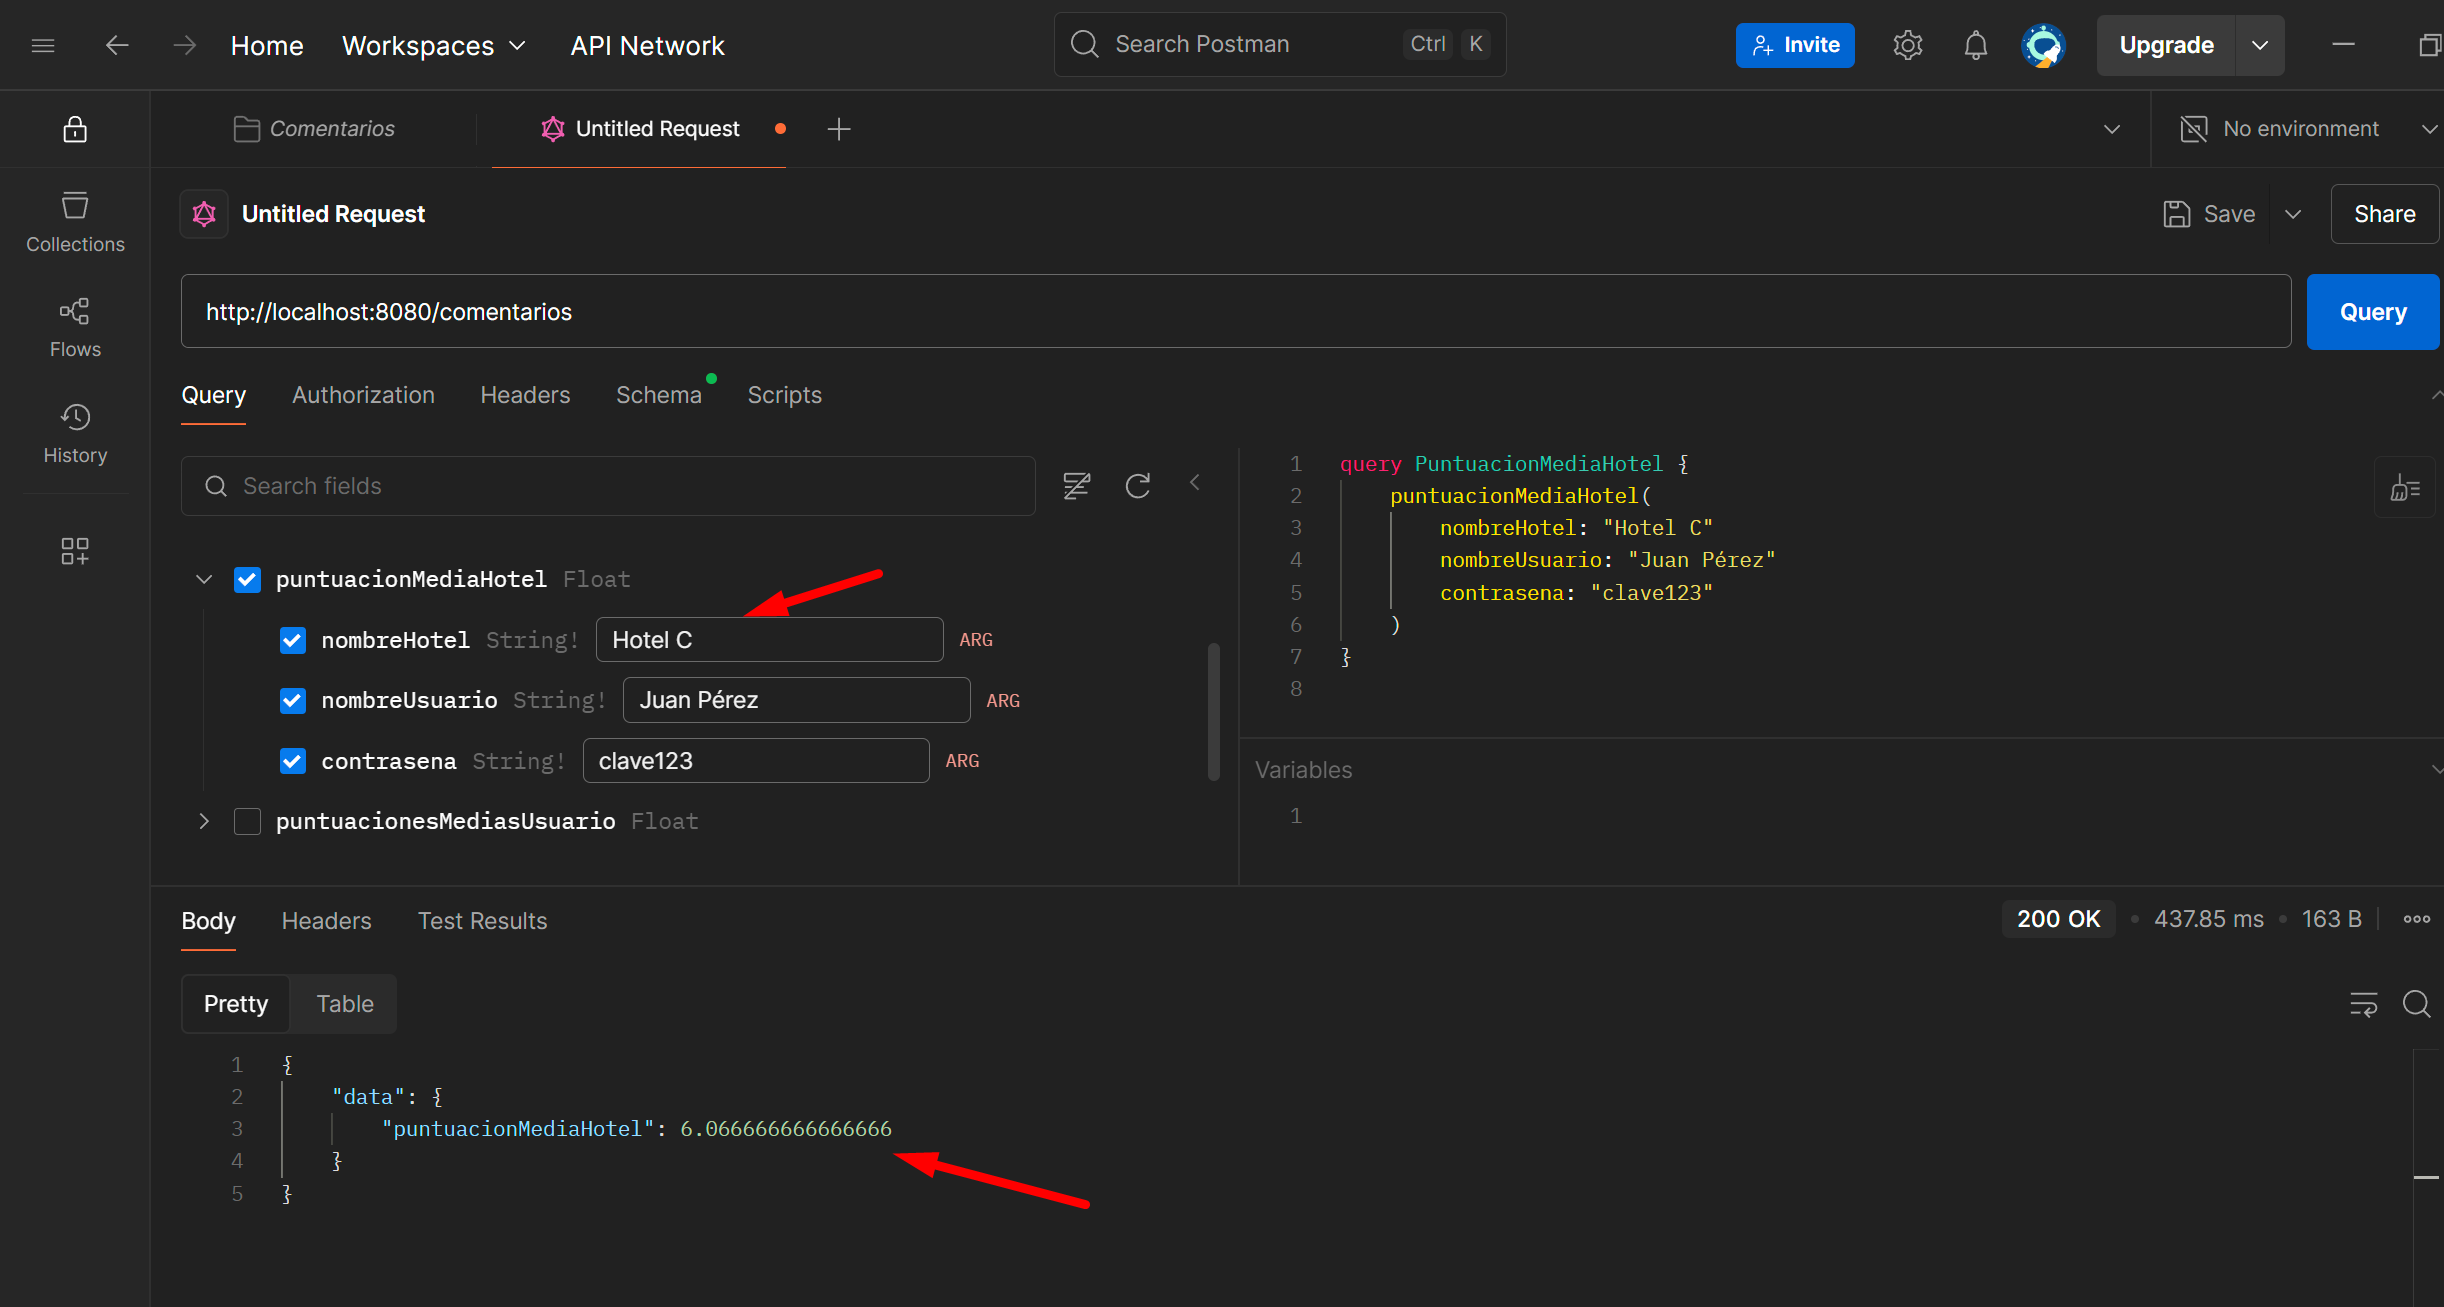 Home Workspaces API Network Search Postman Ctrl K Invite Upgrade
Comentarios Untitled Request No environment
Untitled Request Save Share
Collections
http://localhost:8080/comentarios Query
Flows
Query Authorization Headers Schema Scripts
History
Search fields
puntuacionMediaHotel Float
nombreHotel String! Hotel C ARG
nombreUsuario String! Juan Pérez ARG
contrasena String! clave123 ARG
puntuacionesMediasUsuario Float
1 query PuntuacionMediaHotel {
2 puntuacionMediaHotel(
3 nombreHotel: "Hotel C"
4 nombreUsuario: "Juan Pérez"
5 contrasena: "clave123"
6 )
7 }
8
Variables
1
Body Headers Test Results 200 OK • 437.85 ms • 163 B
Pretty Table
1 {
2 "data": {
3 "puntuacionMediaHotel": 6.066666666666666
4 }
5 }